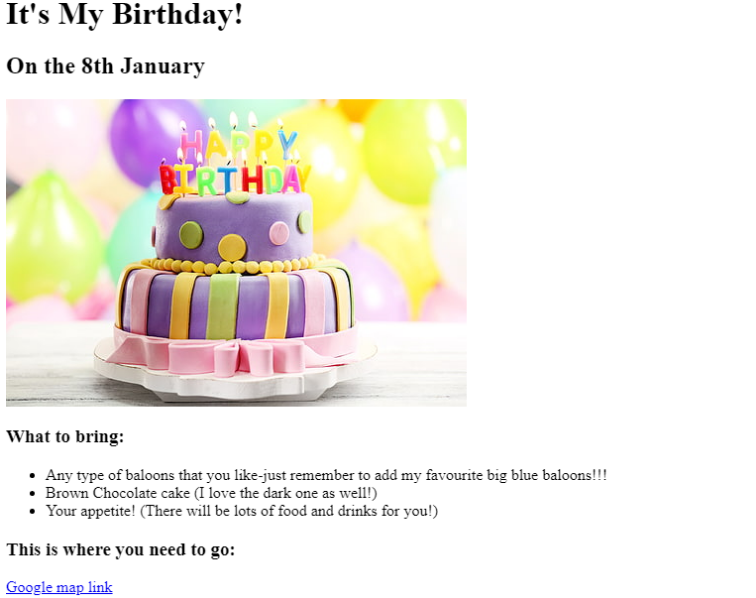 It's My Birthday!
On the 8th January
HAPPY
BIRTHDAY
What to bring:
Any type of baloons that you like-just remember to add my favourite big blue baloons!!!
Brown Chocolate cake (I love the dark one as well!)
Your appetite! (There will be lots of food and drinks for you!)
This is where you need to go:
Google map link